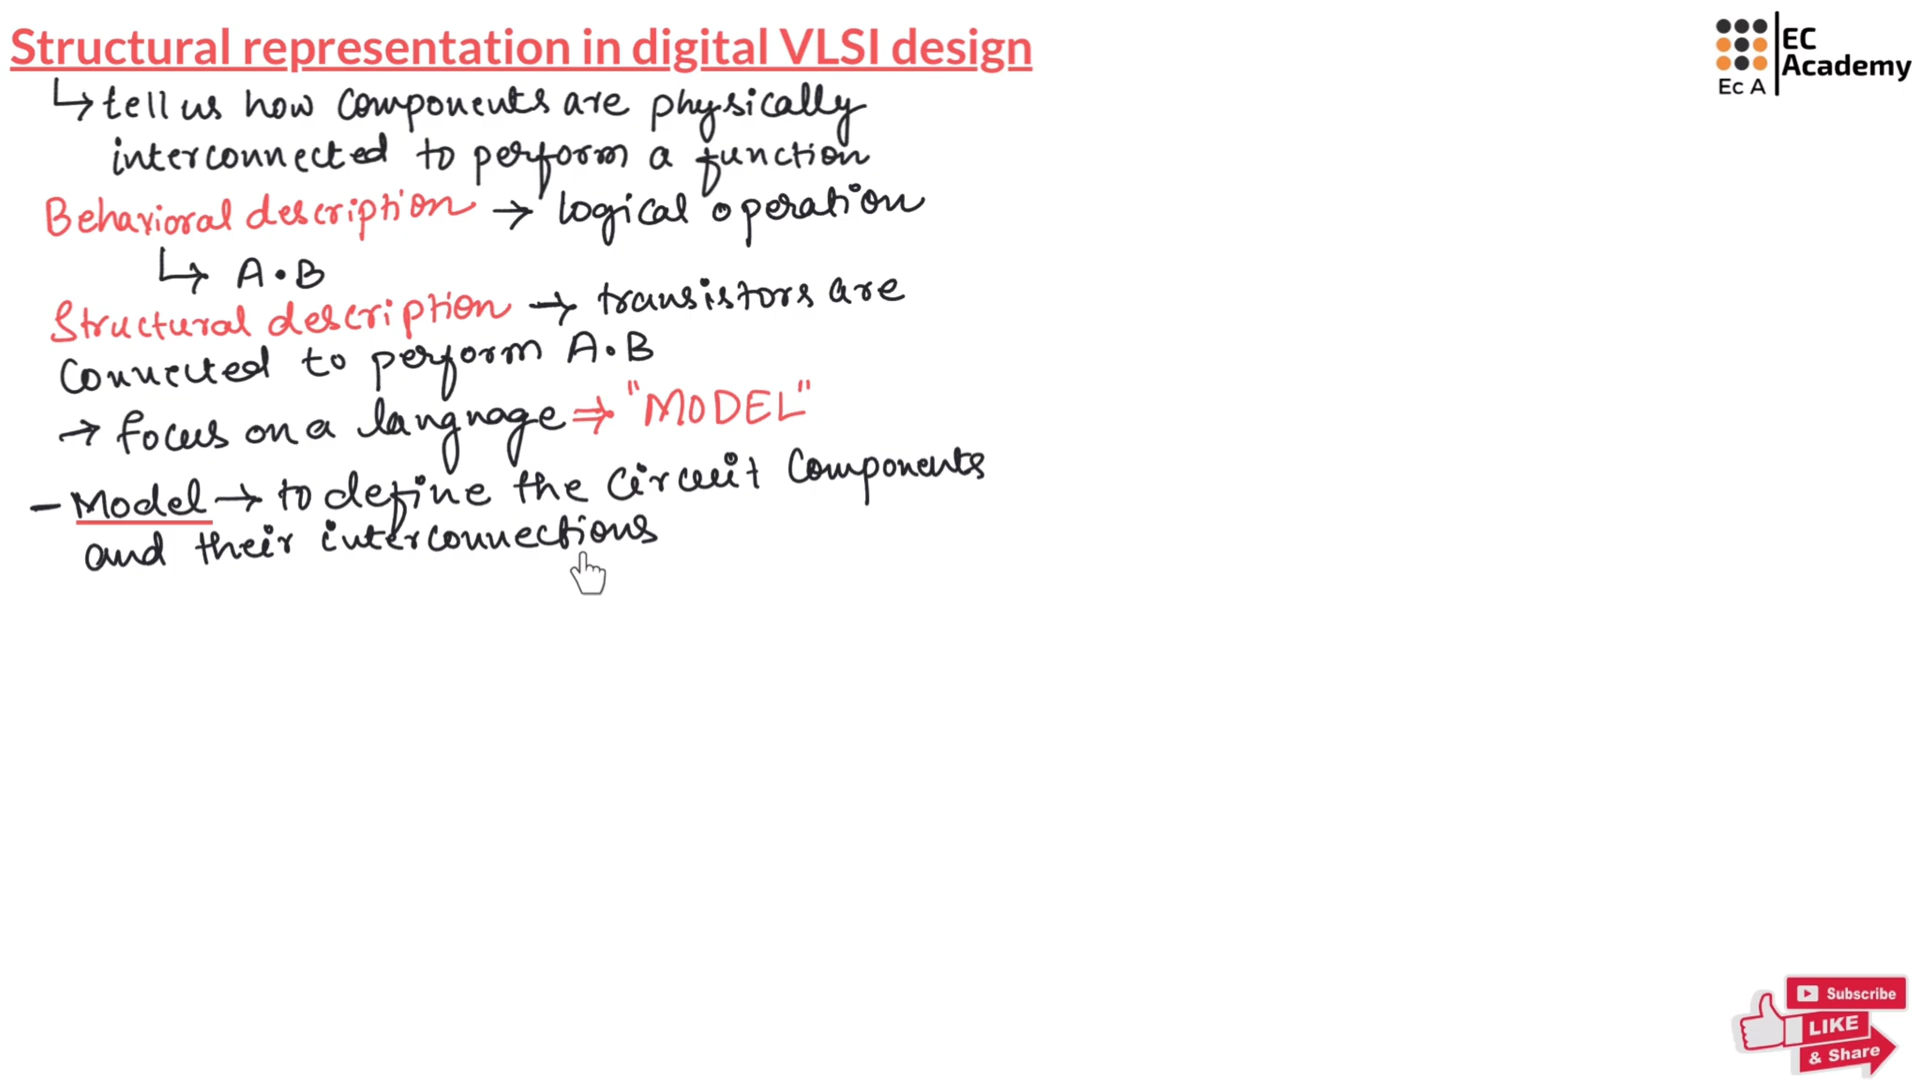 Structural representation in digital VLSI design
EC
Academy
Ec A
↳ tell us how components are physically
interconnected to perform a function
Behavioral description → logical operation
↳ A·B
Structural description → transistors are
connected to perform A·B
→ focus on a language ⇒ "MODEL"
- Model → to define the circuit components
and their interconnections
Subscribe
LIKE
& Share